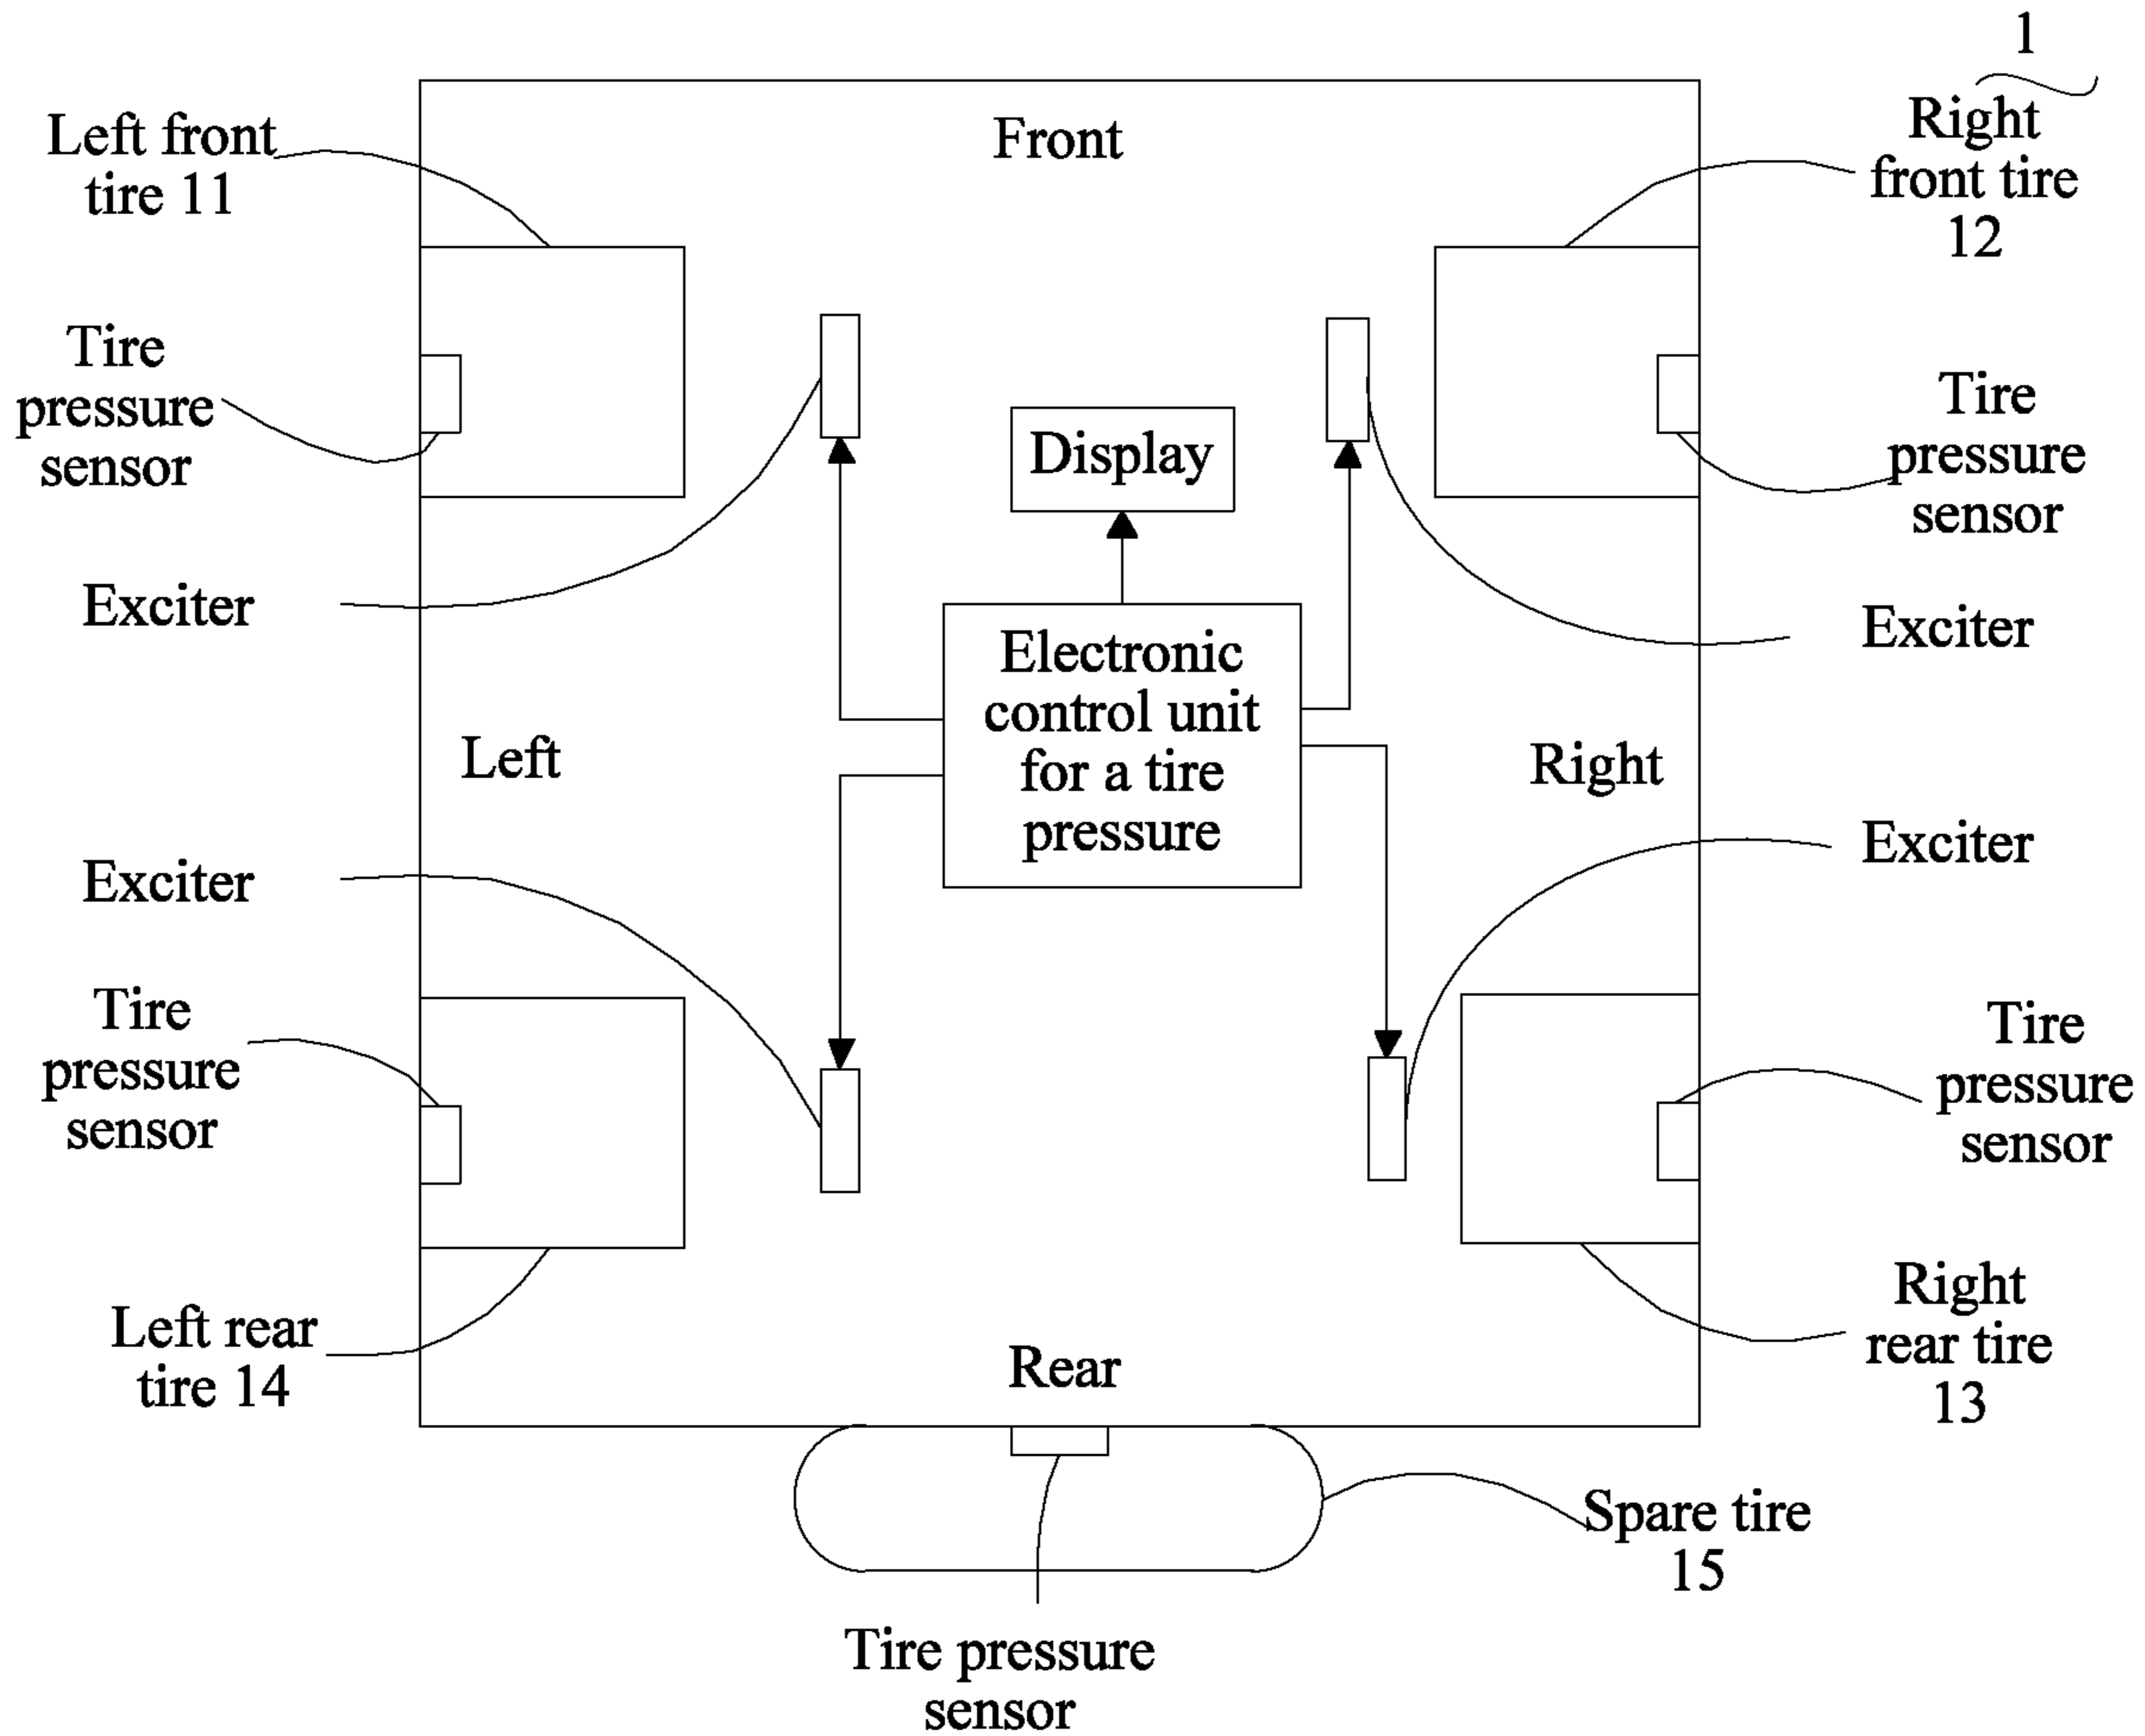 1
Left front
tire 11
Front
Right
front tire
12
Tire
pressure
sensor
Display
Tire
pressure
sensor
Exciter
Exciter
Electronic
control unit
for a tire
pressure
Left
Right
Exciter
Exciter
Tire
pressure
sensor
Tire
pressure
sensor
Left rear
tire 14
Rear
Right
rear tire
13
Spare tire
15
Tire pressure
sensor